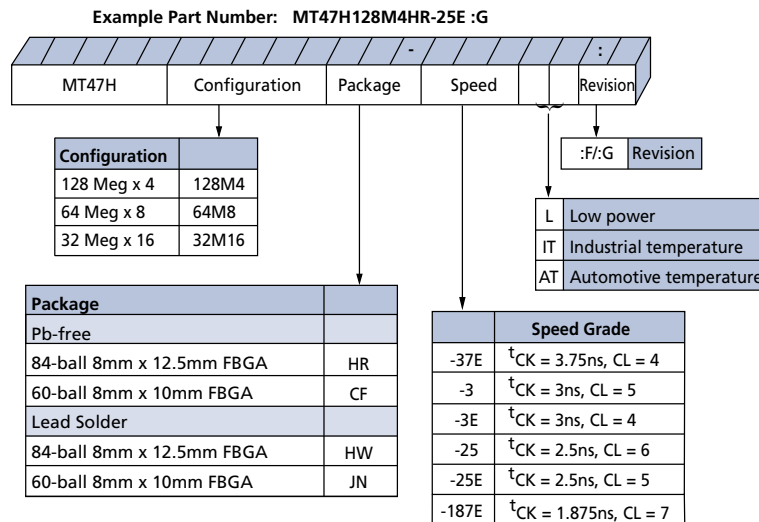 Example Part Number: MT47H128M4HR-25E :G
- :
MT47H Configuration Package Speed Revision
Configuration
128 Meg x 4 128M4
64 Meg x 8 64M8
32 Meg x 16 32M16
:F/:G Revision
L Low power
IT Industrial temperature
AT Automotive temperature
Package
Pb-free
84-ball 8mm x 12.5mm FBGA HR
60-ball 8mm x 10mm FBGA CF
Lead Solder
84-ball 8mm x 12.5mm FBGA HW
60-ball 8mm x 10mm FBGA JN
Speed Grade
-37E tCK = 3.75ns, CL = 4
-3 tCK = 3ns, CL = 5
-3E tCK = 3ns, CL = 4
-25 tCK = 2.5ns, CL = 6
-25E tCK = 2.5ns, CL = 5
-187E tCK = 1.875ns, CL = 7